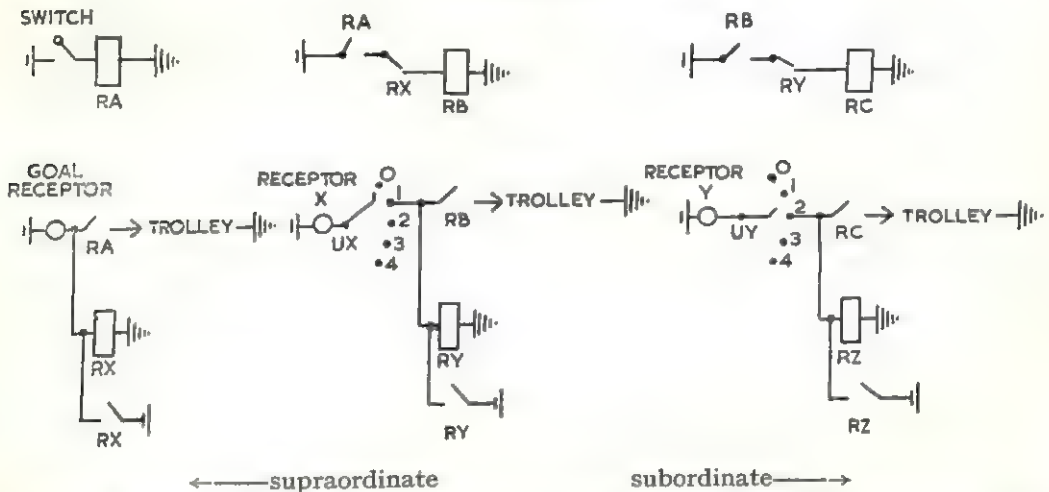 SWITCH
RA
RA
RX
RB
RB
RY
RC
GOAL
RECEPTOR
RA
TROLLEY
RX
RX
RECEPTOR
X
UX
1
2
3
4
RB
TROLLEY
RY
RY
RECEPTOR
Y
UY
1
2
3
4
RC
TROLLEY
RZ
RZ
supraordinate
subordinate